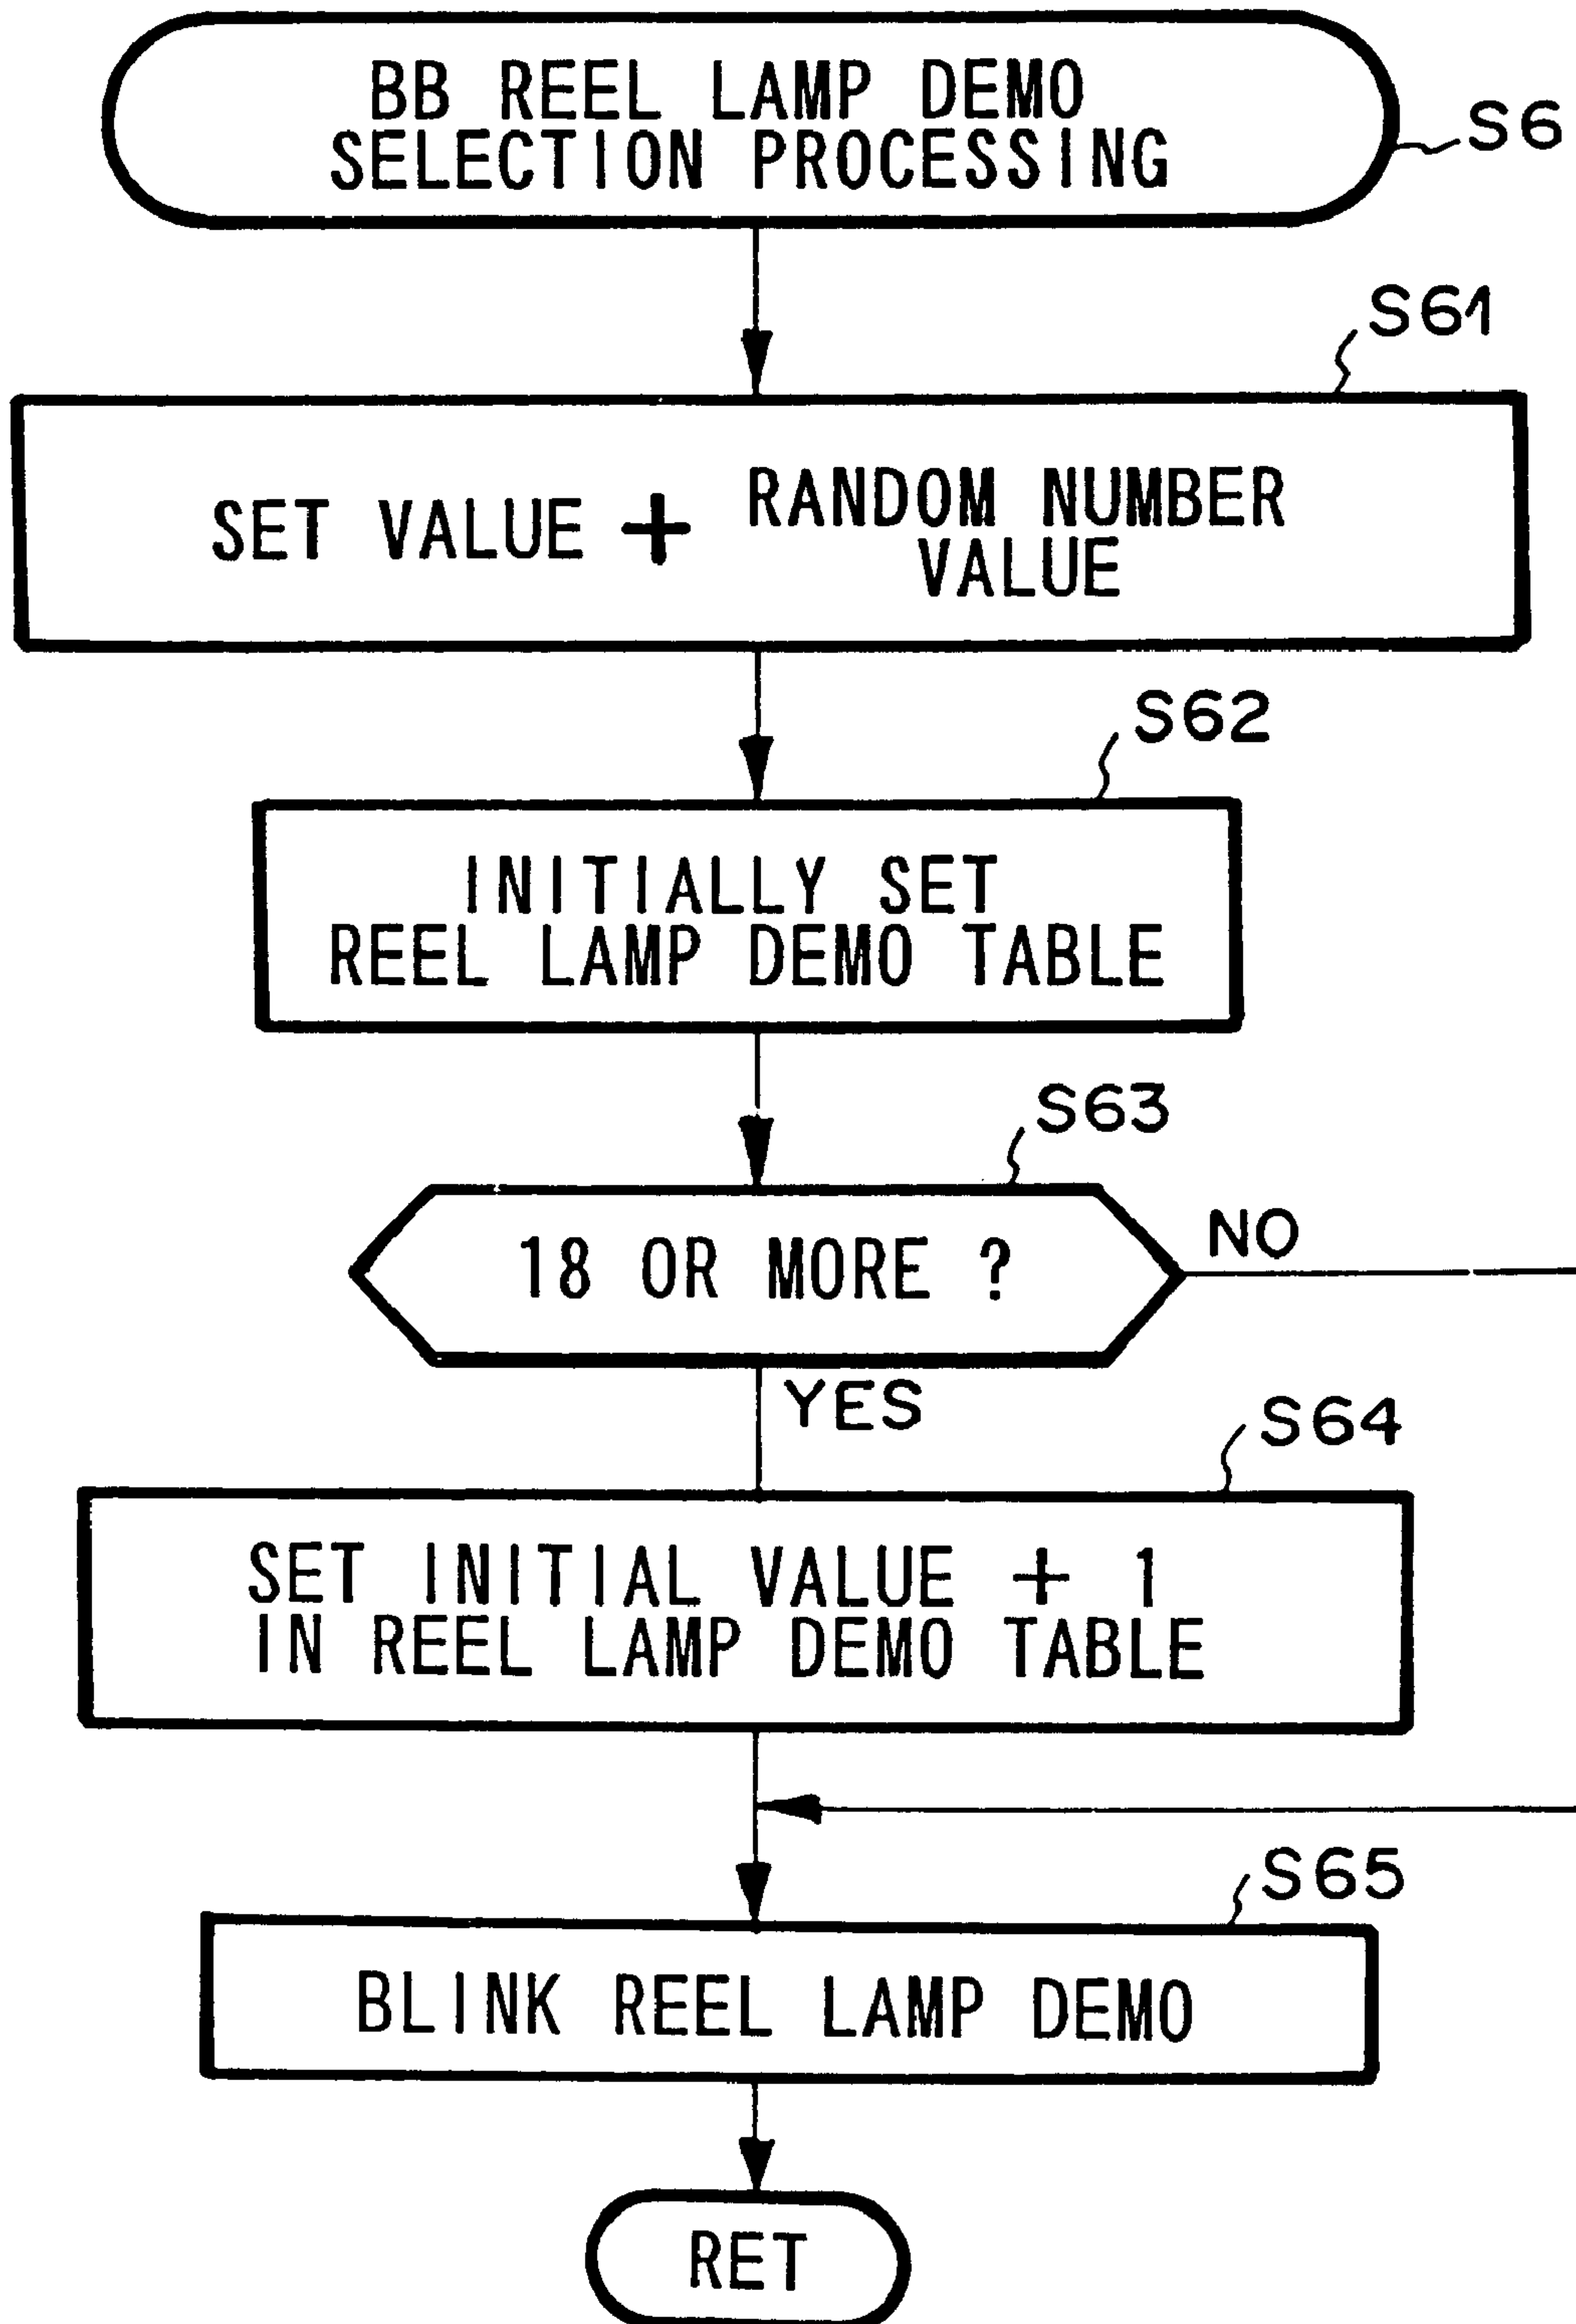 BB REEL LAMP DEMO
SELECTION PROCESSING
S6
S61
SET VALUE + RANDOM NUMBER
VALUE
S62
INITIALLY SET
REEL LAMP DEMO TABLE
S63
18 OR MORE ?
NO
YES
S64
SET INITIAL VALUE + 1
IN REEL LAMP DEMO TABLE
S65
BLINK REEL LAMP DEMO
RET